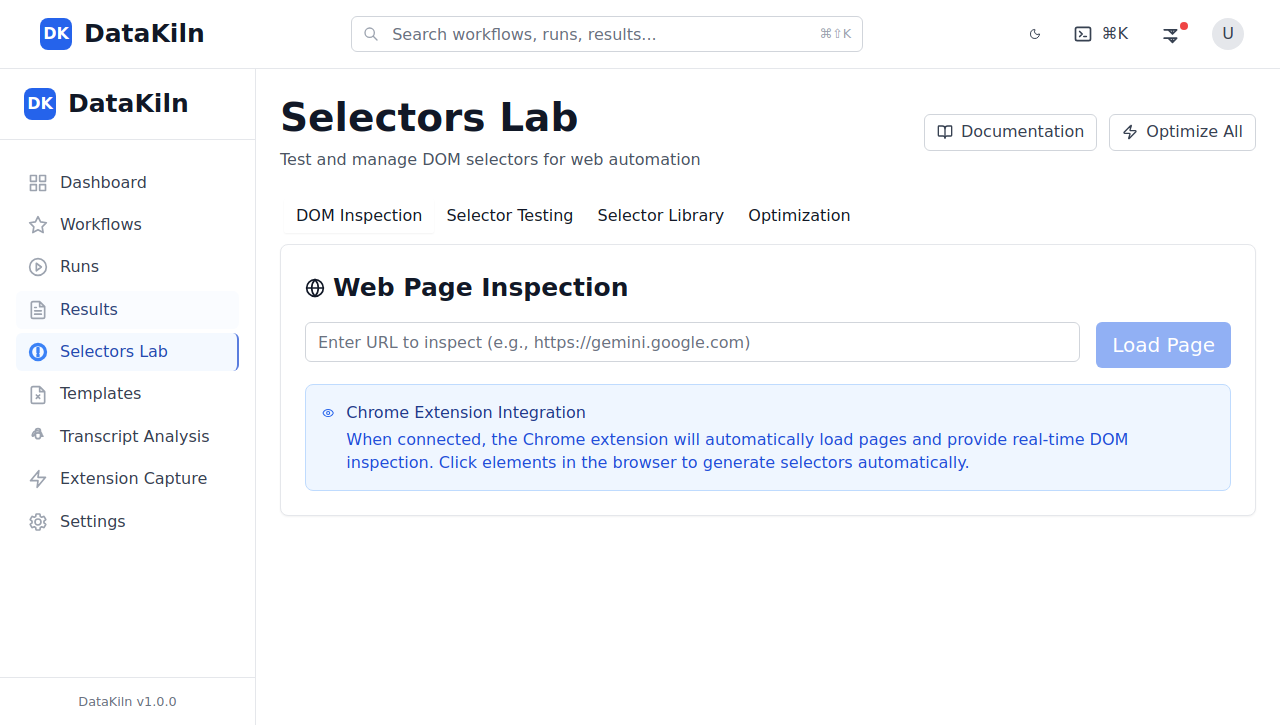 DK DataKiln
Search workflows, runs, results... ⌘⇧K
⌘K
U
DK DataKiln
Dashboard
Workflows
Runs
Results
Selectors Lab
Templates
Transcript Analysis
Extension Capture
Settings
DataKiln v1.0.0
Selectors Lab
Test and manage DOM selectors for web automation
Documentation
Optimize All
DOM Inspection Selector Testing Selector Library Optimization
Web Page Inspection
Enter URL to inspect (e.g., https://gemini.google.com)
Load Page
Chrome Extension Integration
When connected, the Chrome extension will automatically load pages and provide real-time DOM
inspection. Click elements in the browser to generate selectors automatically.